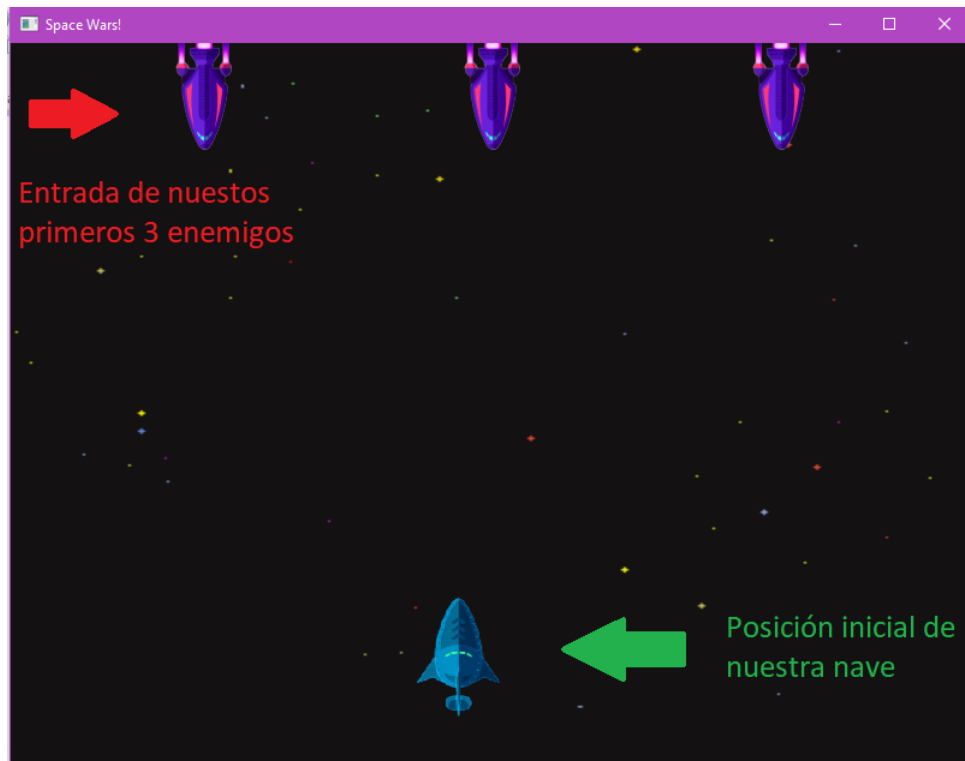 Space Wars!
Entrada de nuestos
primeros 3 enemigos
Posición inicial de
nuestra nave